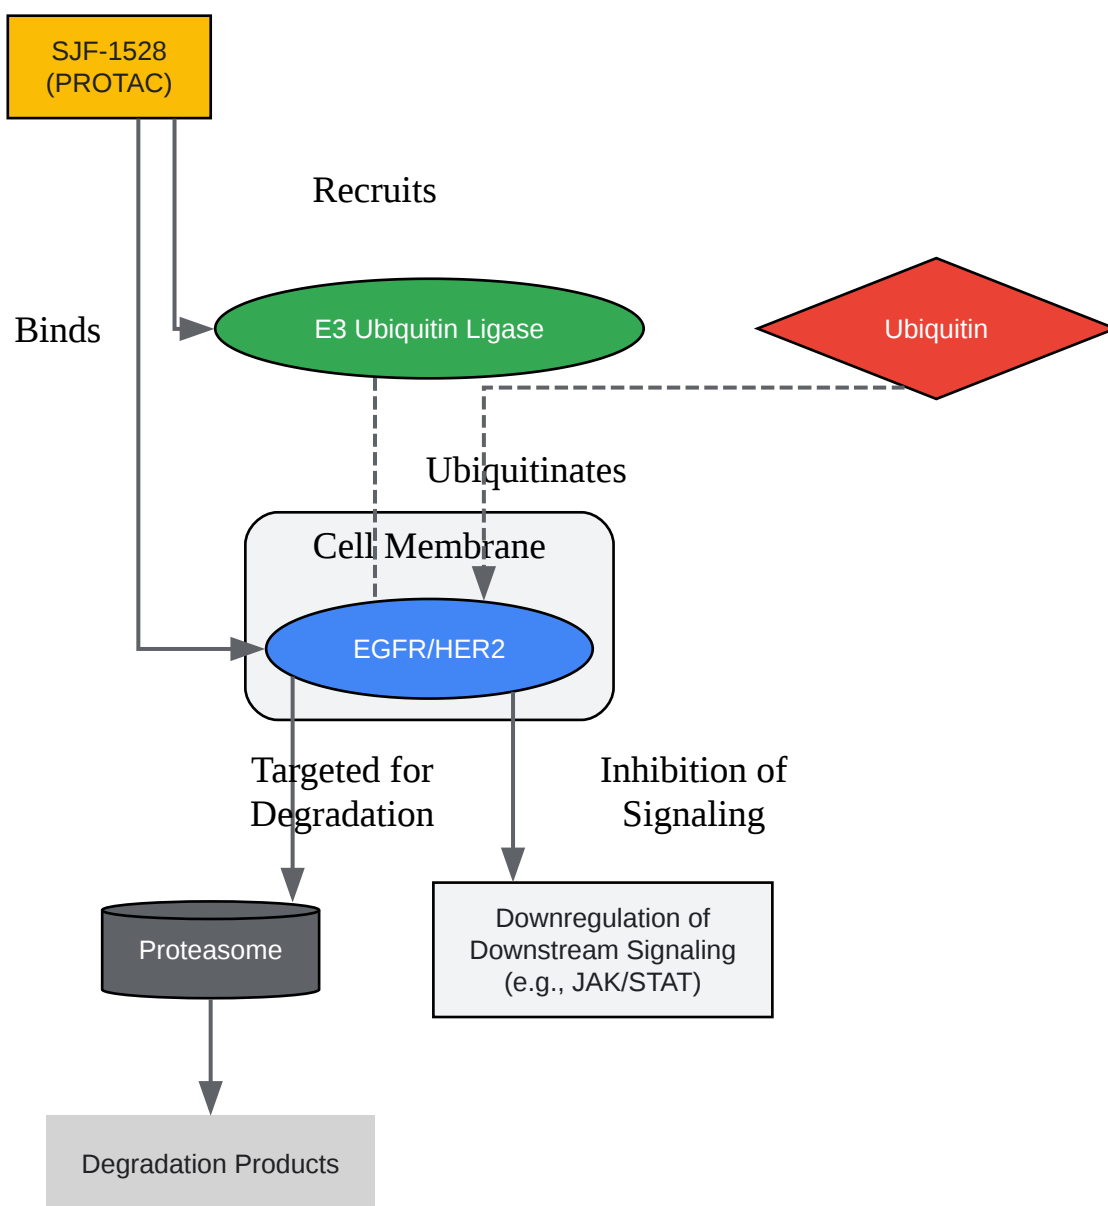 SJF-1528
(PROTAC)
Recruits
Binds
E3 Ubiquitin Ligase
Ubiquitin
Ubiquitinates
Cell Membrane
EGFR/HER2
Targeted for
Degradation
Inhibition of
Signaling
Proteasome
Downregulation of
Downstream Signaling
(e.g., JAK/STAT)
Degradation Products